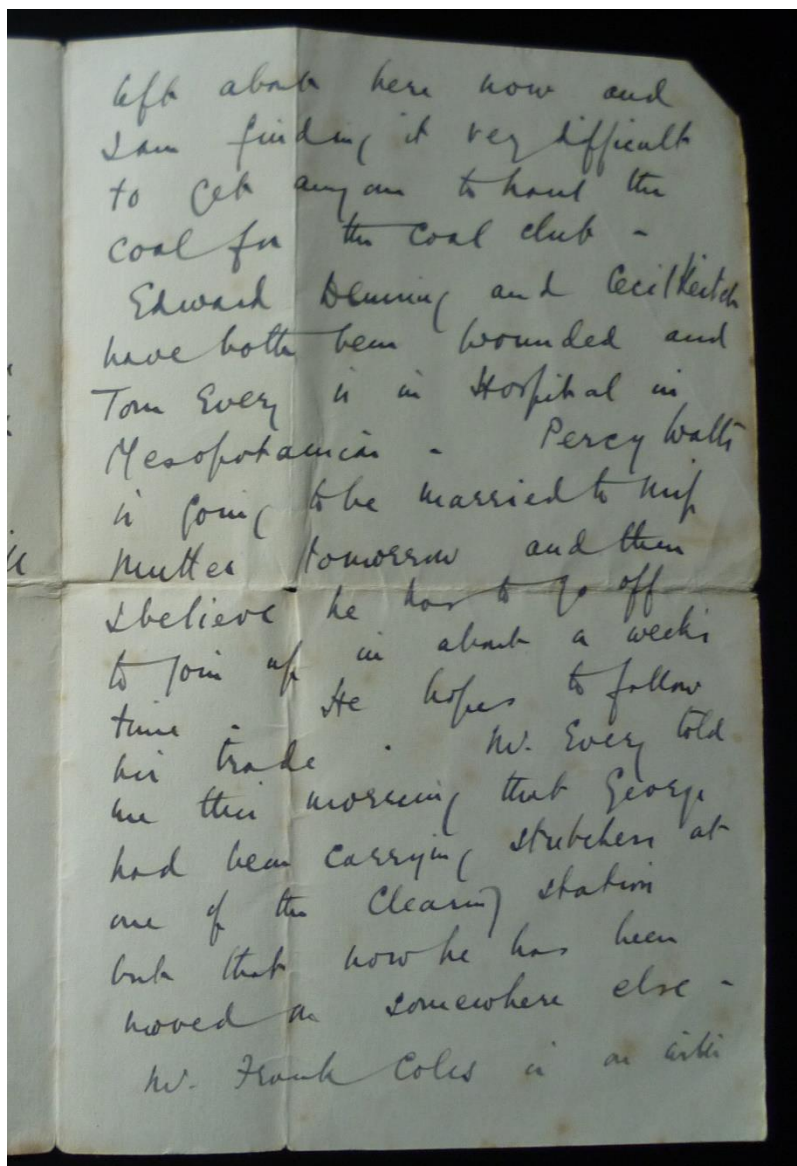 left about here now and
I am finding it very difficult
to get anyone to haul the
coal for the coal club -
Edward Denning and Cecil
have both been wounded and
Tom Every is in Hospital in
Mesopotamia - Percy Watts
is going to be married to Miss
Mutter tomorrow and then
I believe he has to go off
to join up in about a weeks
time. He hopes to follow
his trade. Mr. Every told
me this morning that George
had been carrying stretchers at
one of the Clearing station
but that now he has been
moved on somewhere else -
Mr. Frank Coles is